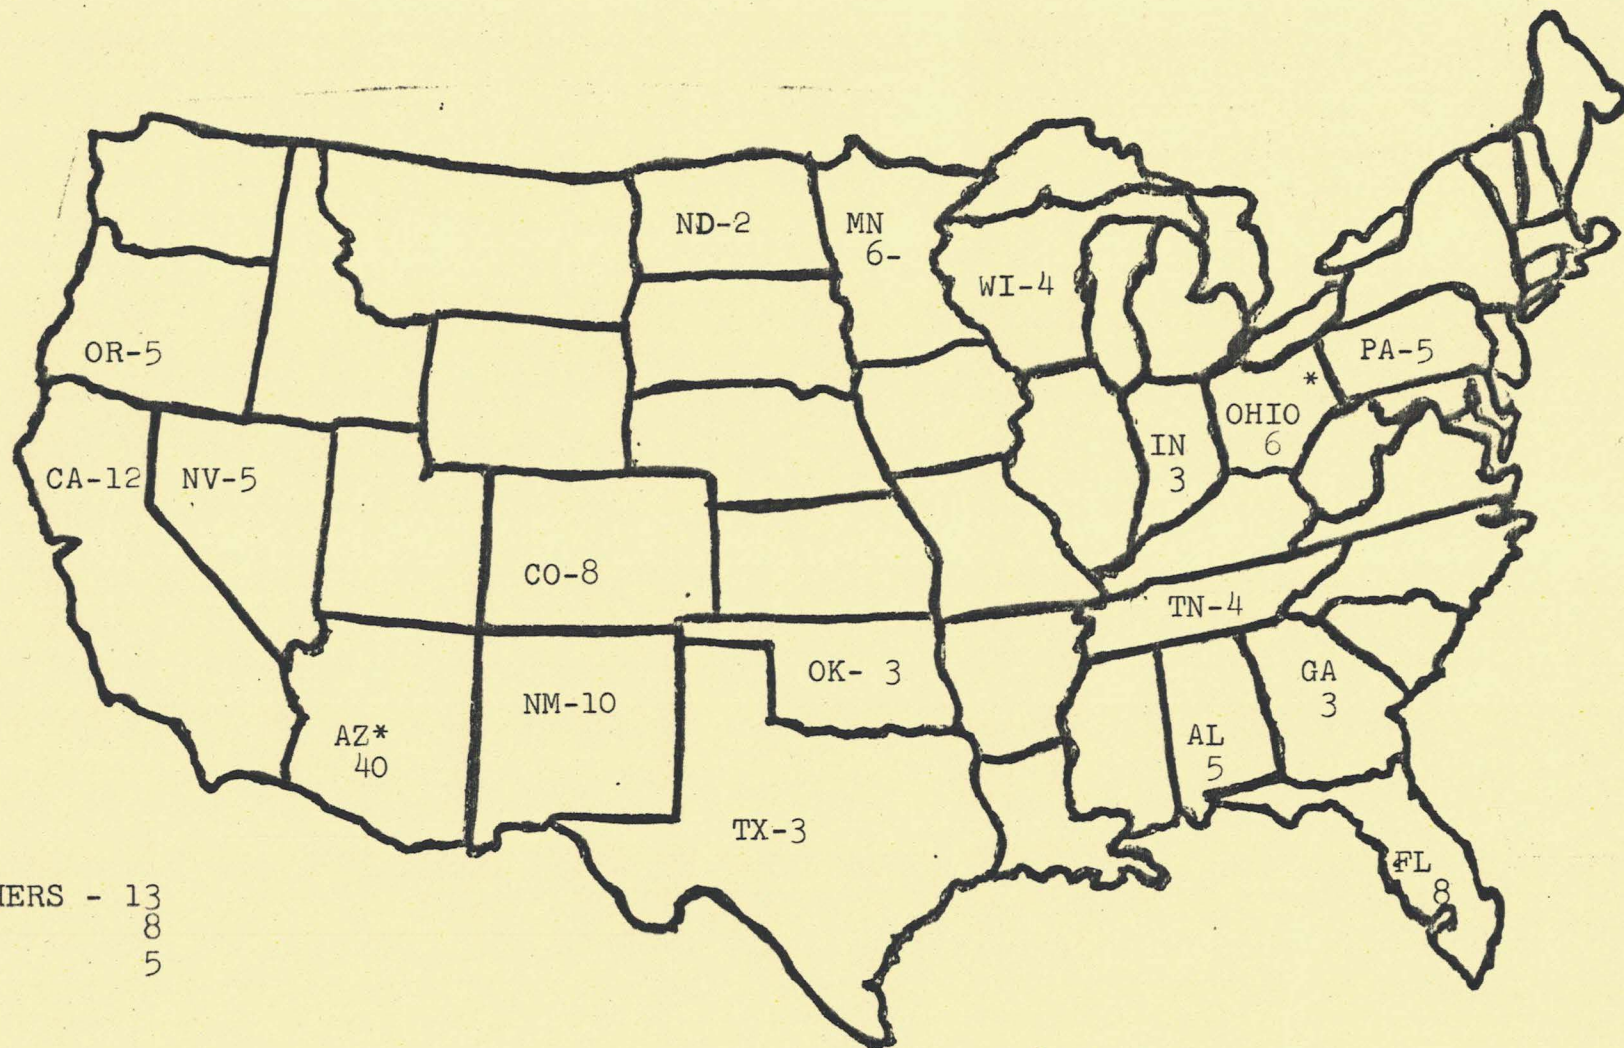 ND-2
MN
6-
WI-4
OR-5
PA-5
*
OHIO
6
IN
3
CA-12
NV-5
CO-8
TN-4
OK- 3
GA
3
NM-10
AZ*
40
AL
5
TX-3
FL
8
- 13
8
5